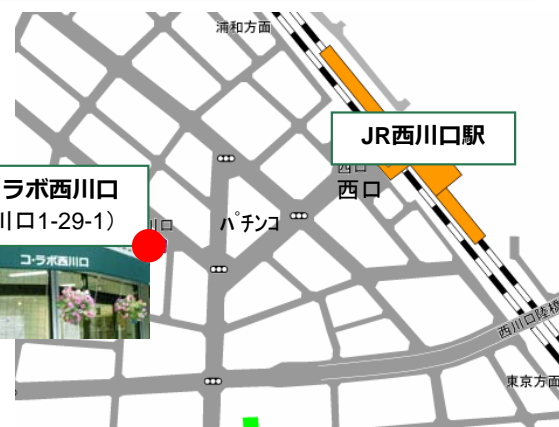 浦和方面
JR西川口駅
西口
西口
ラボ西川口
川口1-29-1）
川口
パチンコ
コ・ラボ西川口
西川口陸橋
東京方面